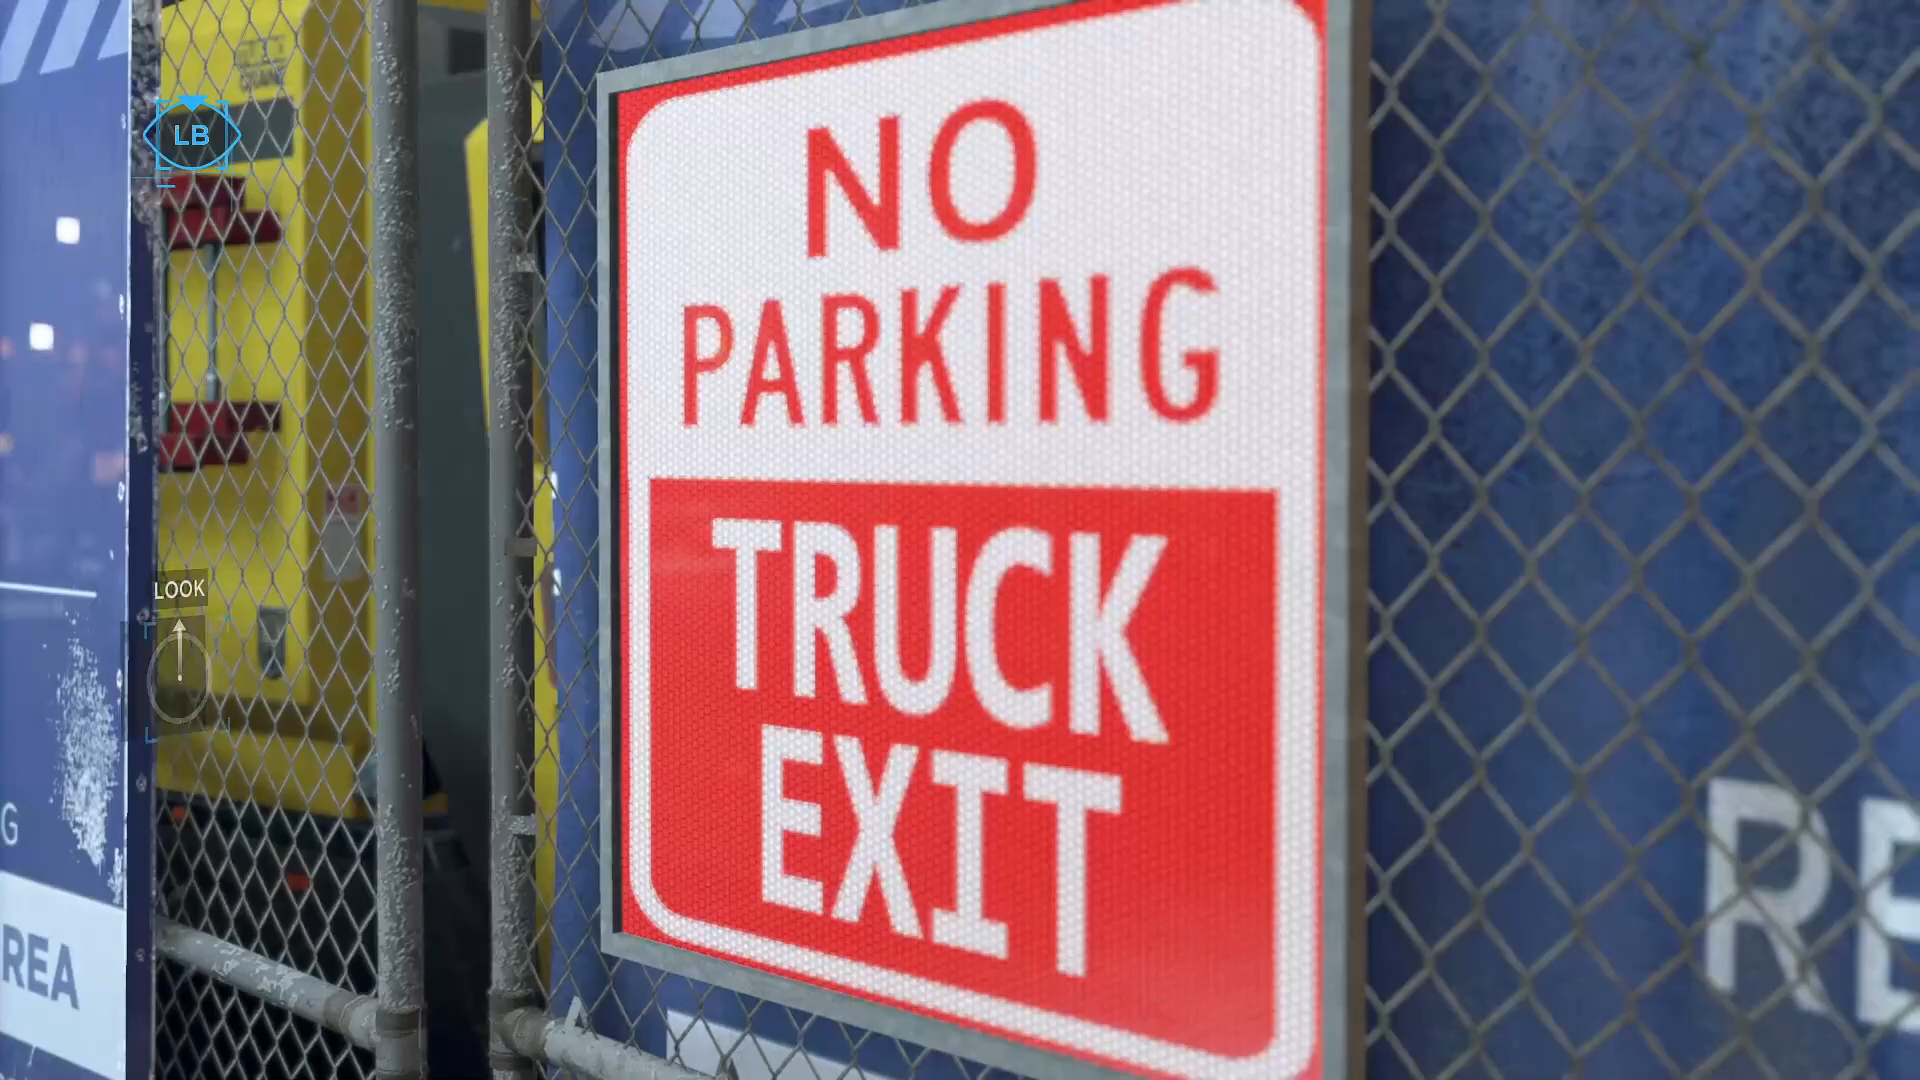 LB
NO
PARKING
TRUCK
EXIT
LOOK
G
REA
RE